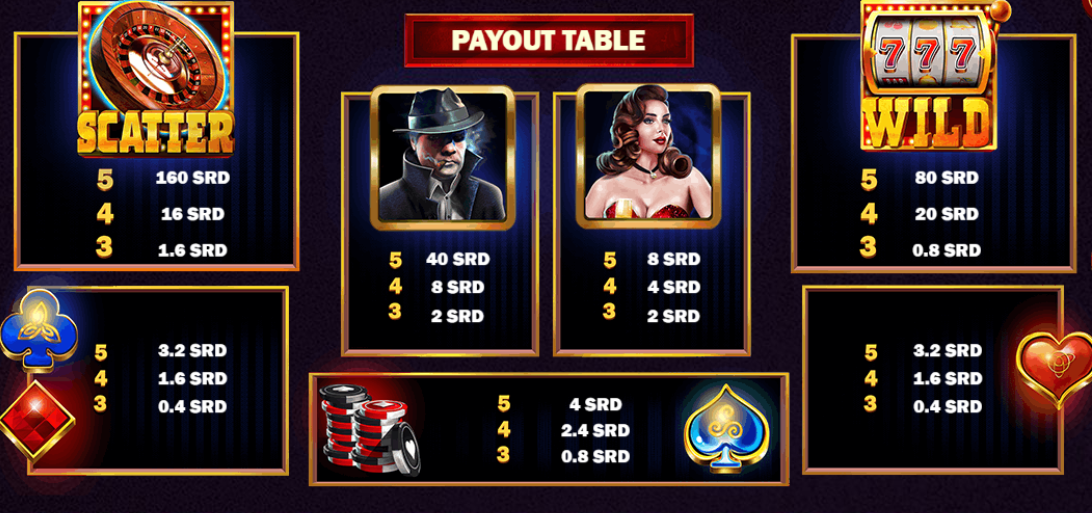 PAYOUT TABLE
SCATTER
5 160 SRD
4 16 SRD
3 1.6 SRD
5 40 SRD
4 8 SRD
3 2 SRD
5 8 SRD
4 4 SRD
3 2 SRD
777
WILD
5 80 SRD
4 20 SRD
3 0.8 SRD
5 3.2 SRD
4 1.6 SRD
3 0.4 SRD
5 4 SRD
4 2.4 SRD
3 0.8 SRD
5 3.2 SRD
4 1.6 SRD
3 0.4 SRD